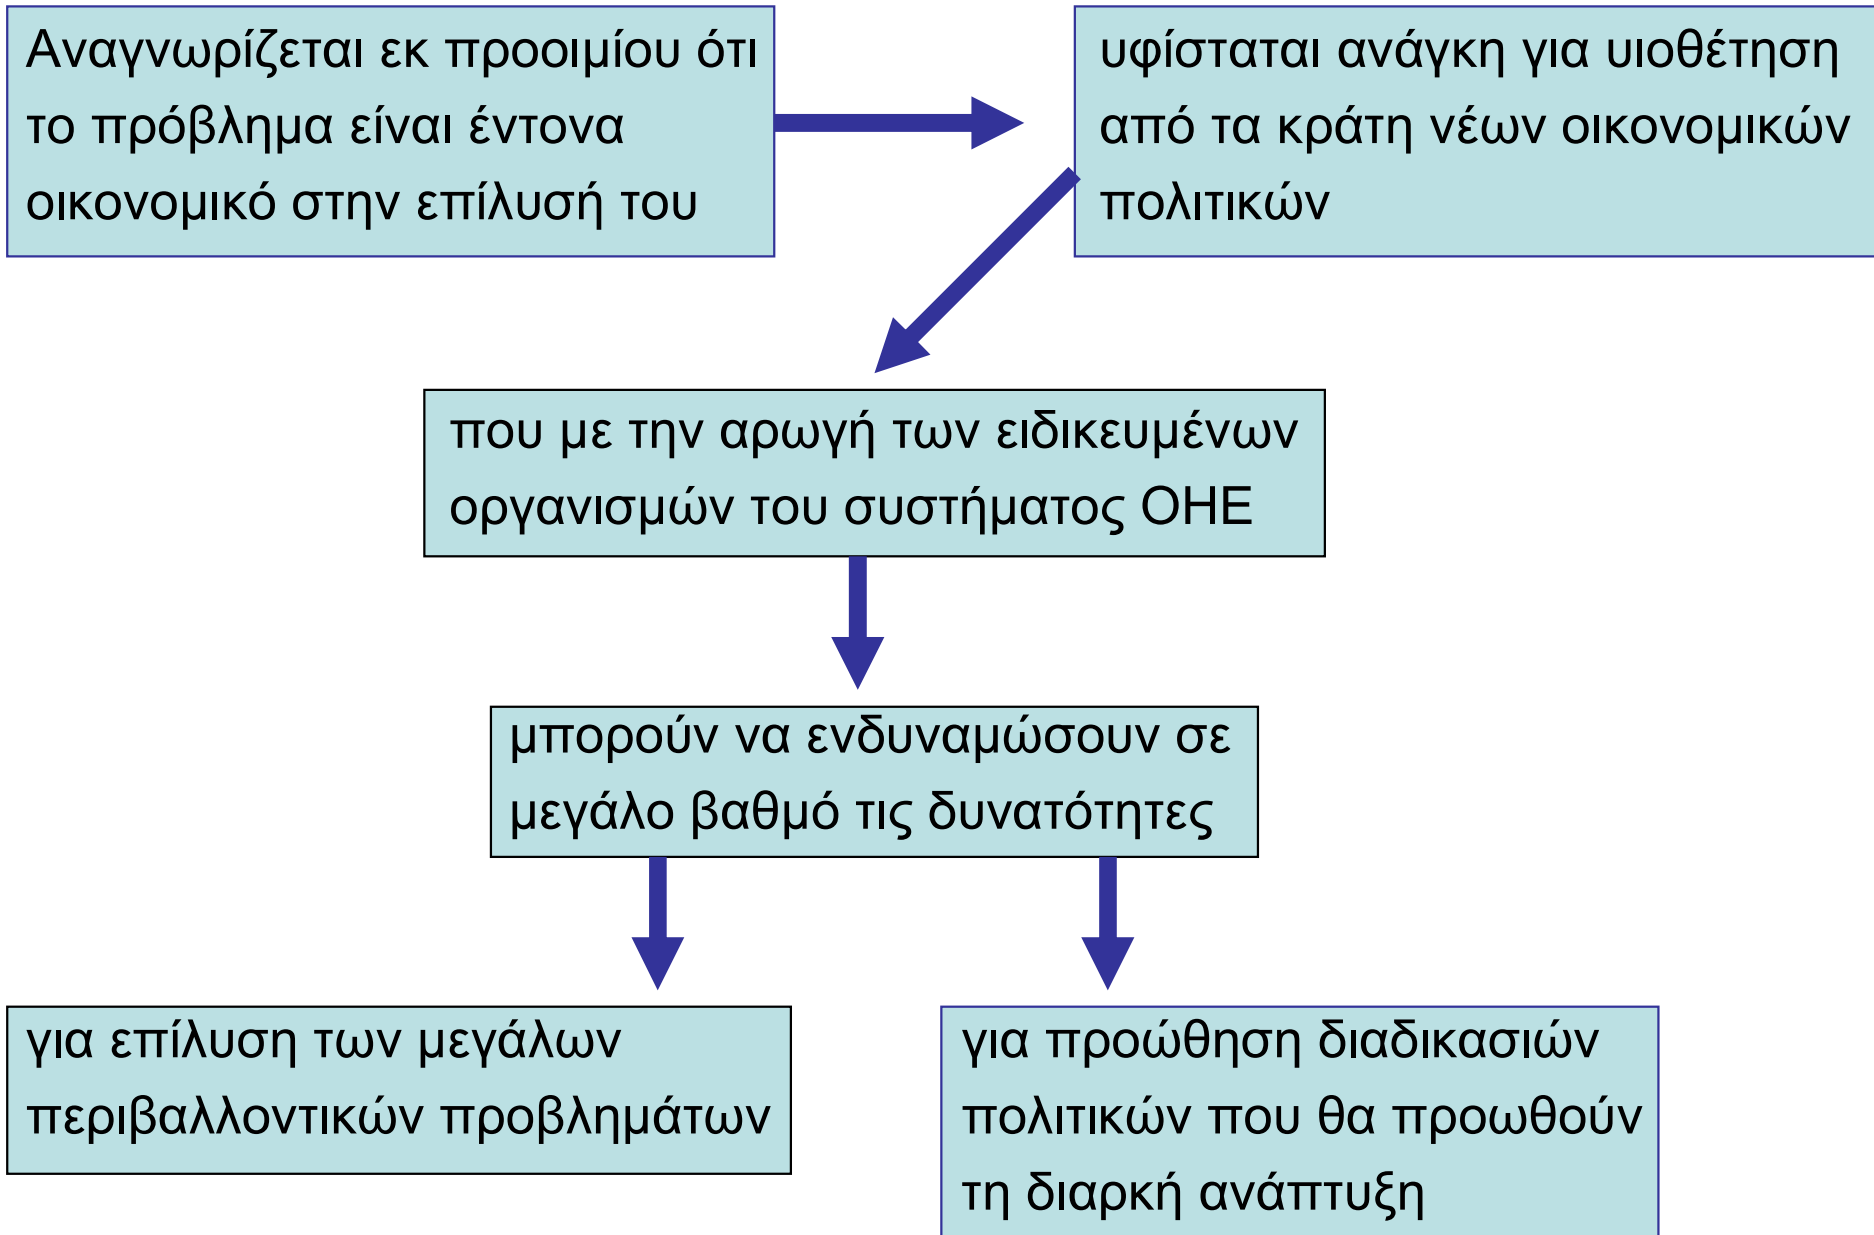 Αναγνωρίζεται εκ προοιμίου ότι
το πρόβλημα είναι έντονα
οικονομικό στην επίλυσή του
υφίσταται ανάγκη για υιοθέτηση
από τα κράτη νέων οικονομικών
πολιτικών
που με την αρωγή των ειδικευμένων
οργανισμών του συστήματος ΟΗΕ
μπορούν να ενδυναμώσουν σε
μεγάλο βαθμό τις δυνατότητες
για επίλυση των μεγάλων
περιβαλλοντικών προβλημάτων
για προώθηση διαδικασιών
πολιτικών που θα προωθούν
τη διαρκή ανάπτυξη